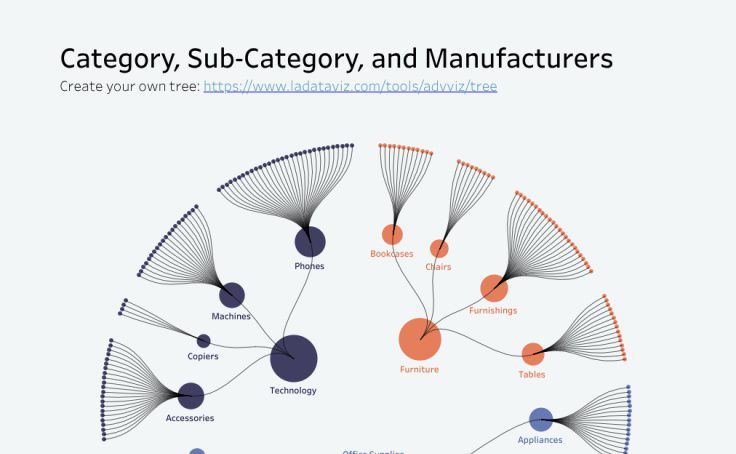 Category, Sub-Category, and Manufacturers
Create your own tree: https://www.ladataviz.com/tools/advviz/tree
Phones
Bookcases
Chairs
Machines
Furnishings
Copiers
Furniture
Tables
Technology
Accessories
Appliances
Office Supplies